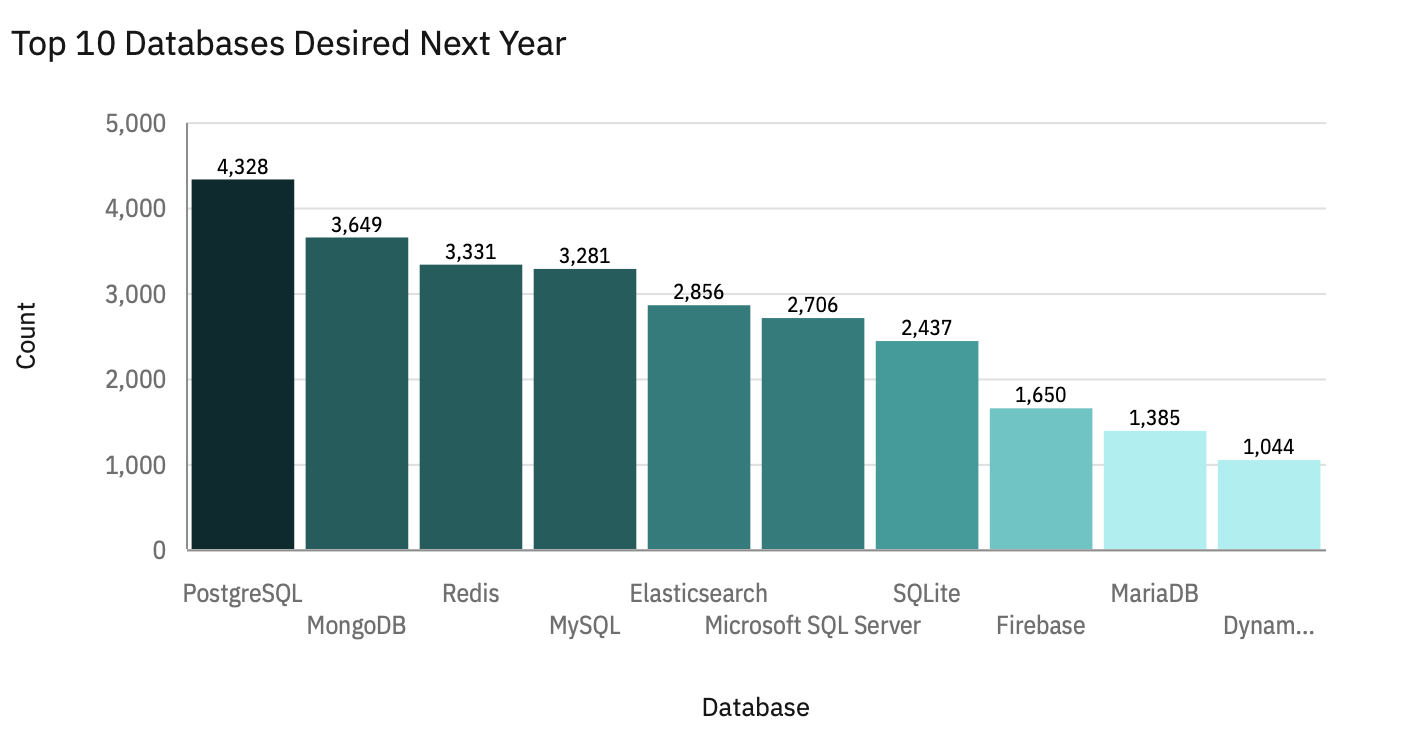 Top 10 Databases Desired Next Year
5,000
4,000
3,000
2,000
1,000
0
Count
4,328
3,649
3,331
3,281
2,856
2,706
2,437
1,650
1,385
1,044
PostgreSQL
MongoDB
Redis
MySQL
Elasticsearch
Microsoft SQL Server
SQLite
Firebase
MariaDB
Dynam...
Database